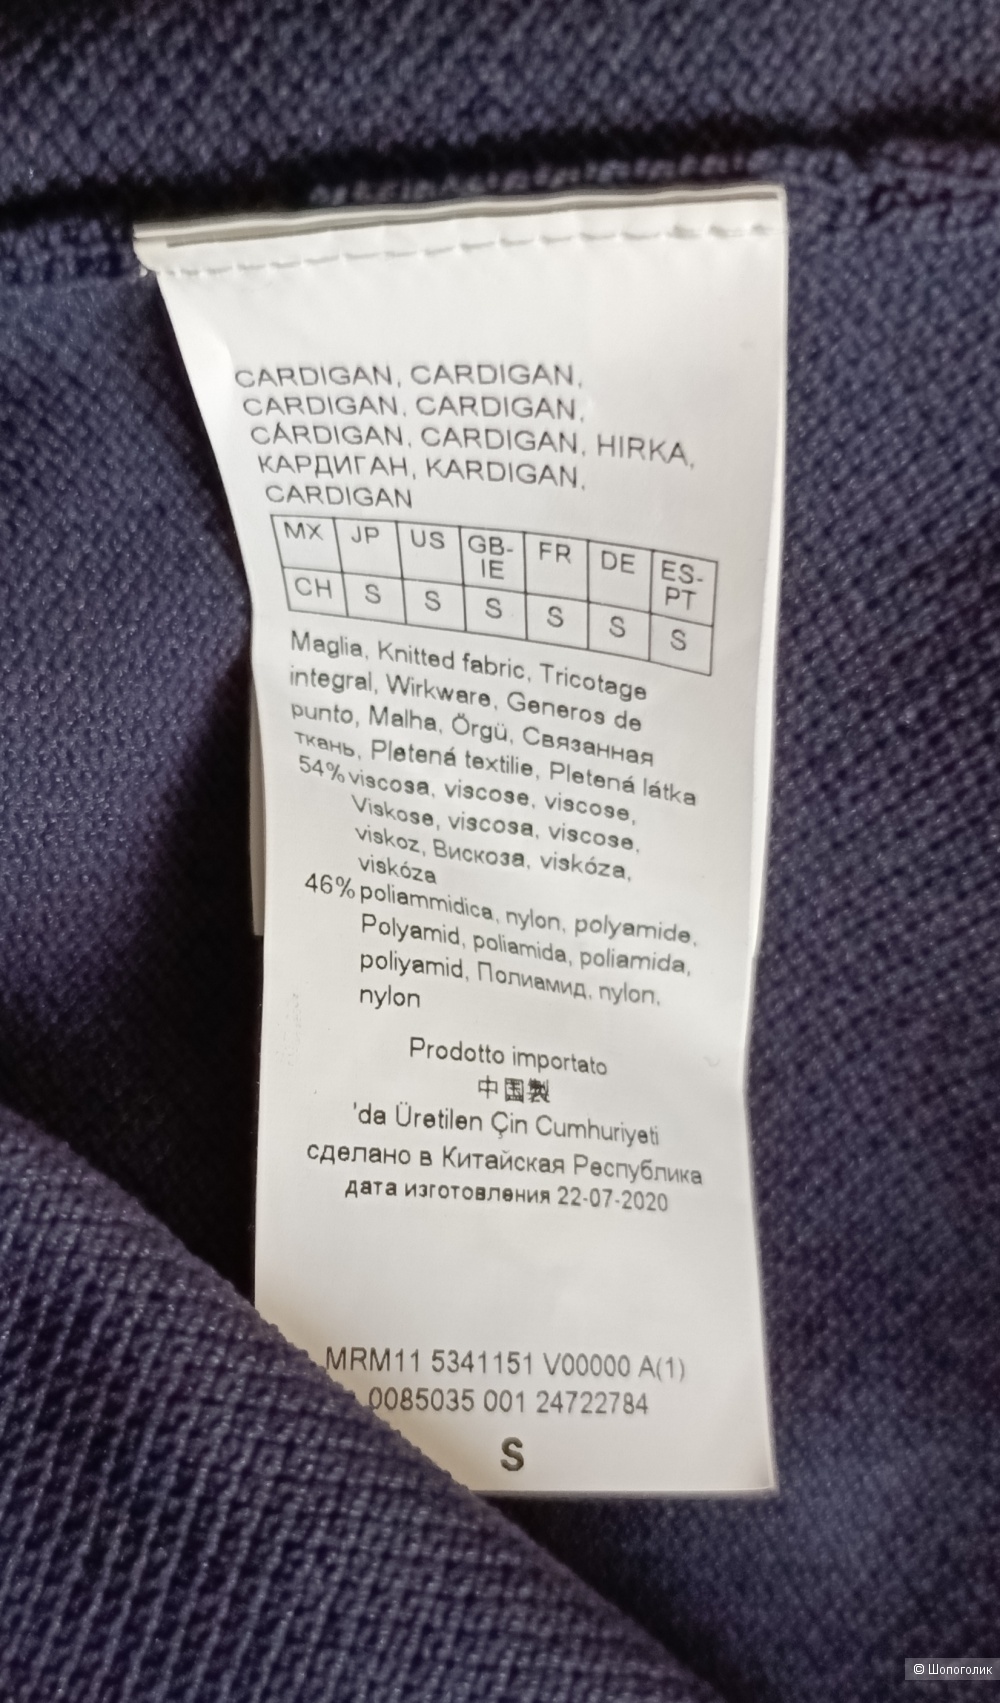 CARDIGAN, CARDIGAN,
CARDIGAN, CARDIGAN,
CÁRDIGAN, CARDIGAN, HIRKA,
КАРДИГАН, KARDIGAN,
CARDIGAN
MX JP US GB-IE FR DE ES-PT
CH S S S S S S
Maglia, Knitted fabric, Tricotage
integral, Wirkware, Generos de
punto, Malha, Örgü, Связанная
ткань, Pletená textilie, Pletená látka
54% viscosa, viscose, viscose,
Viskose, viscosa, viscose,
viskoz, Вискоза, viskóza,
viskóza
46% poliammidica, nylon, polyamide,
Polyamid, poliamida, poliamida,
poliyamid, Полиамид, nylon,
nylon
Prodotto importato
中国製
'da Üretilen Çin Cumhuriyeti
сделано в Китайская Республика
дата изготовления 22-07-2020
MRM11 5341151 V00000 A(1)
0085035 001 24722784
S
© Шопоголик